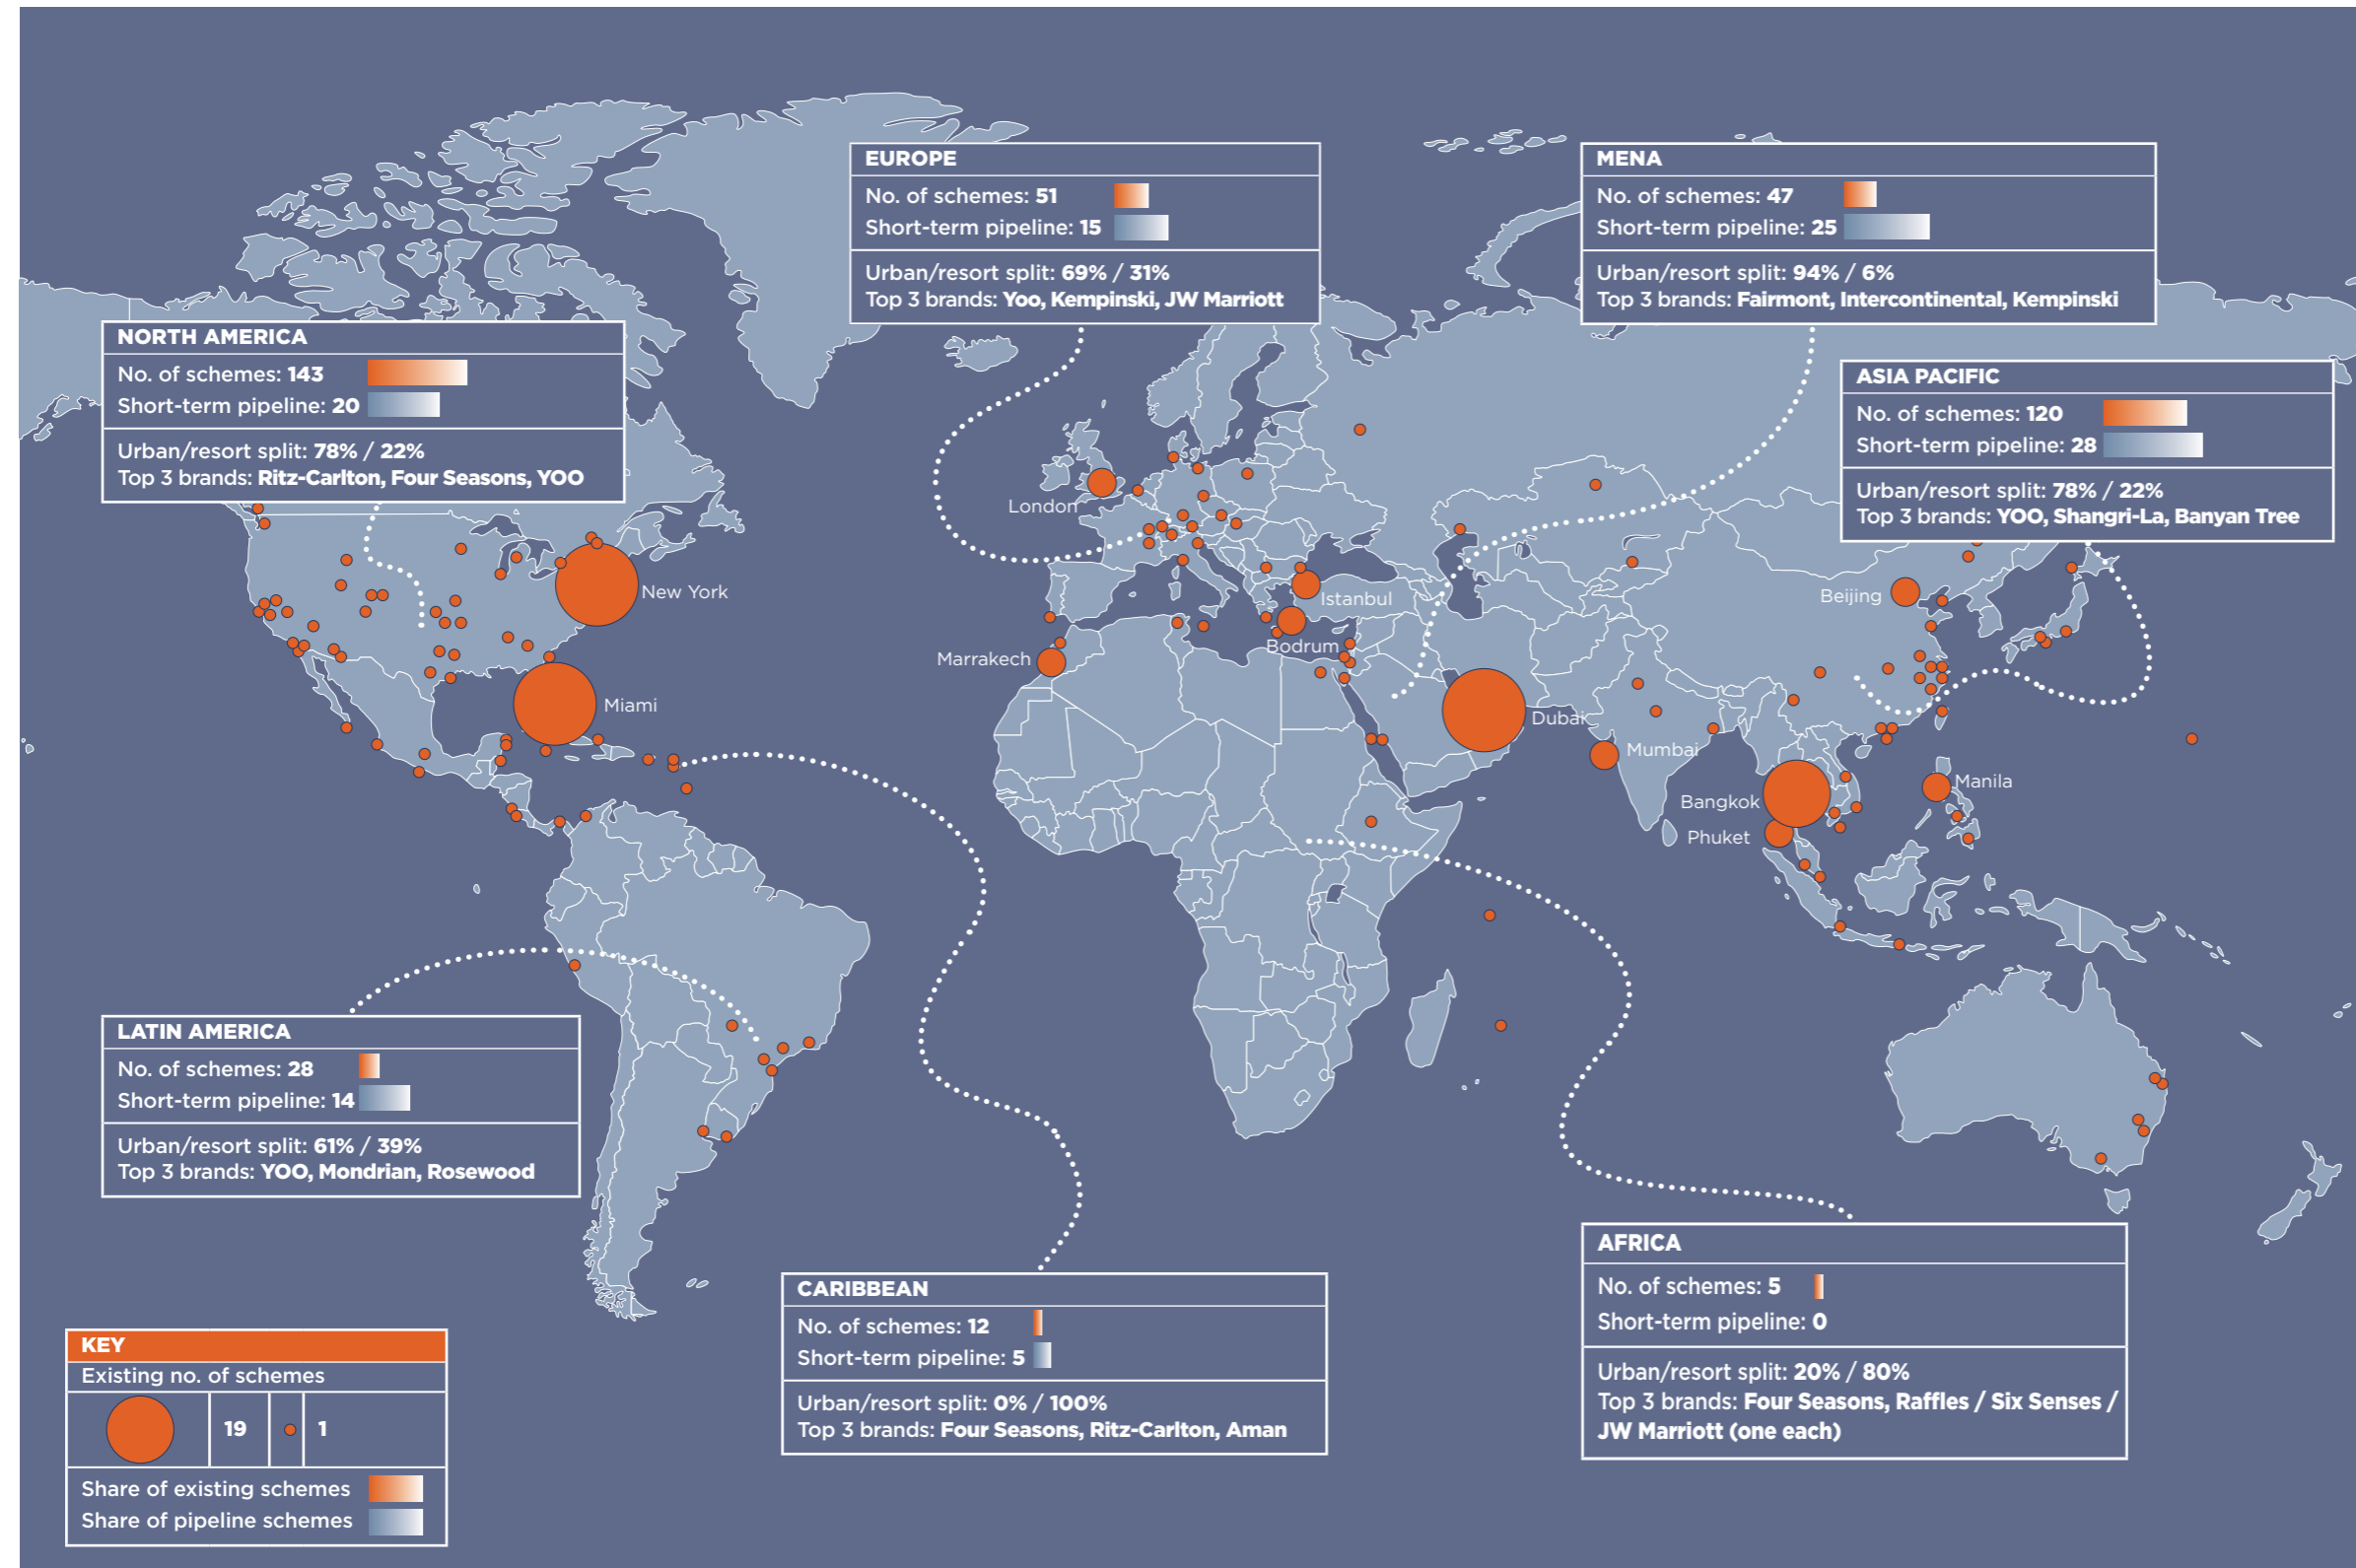 EUROPE
No. of schemes: 51
Short-term pipeline: 15
Urban/resort split: 69% / 31%
Top 3 brands: Yoo, Kempinski, JW Marriott
MENA
No. of schemes: 47
Short-term pipeline: 25
Urban/resort split: 94% / 6%
Top 3 brands: Fairmont, Intercontinental, Kempinski
NORTH AMERICA
No. of schemes: 143
Short-term pipeline: 20
Urban/resort split: 78% / 22%
Top 3 brands: Ritz-Carlton, Four Seasons, YOO
ASIA PACIFIC
No. of schemes: 120
Short-term pipeline: 28
Urban/resort split: 78% / 22%
Top 3 brands: YOO, Shangri-La, Banyan Tree
London
New York
Istanbul
Beijing
Bodrum
Marrakech
Miami
Dubai
Mumbai
Manila
Bangkok
Phuket
LATIN AMERICA
No. of schemes: 28
Short-term pipeline: 14
Urban/resort split: 61% / 39%
Top 3 brands: YOO, Mondrian, Rosewood
CARIBBEAN
No. of schemes: 12
Short-term pipeline: 5
Urban/resort split: 0% / 100%
Top 3 brands: Four Seasons, Ritz-Carlton, Aman
AFRICA
No. of schemes: 5
Short-term pipeline: 0
Urban/resort split: 20% / 80%
Top 3 brands: Four Seasons, Raffles / Six Senses /
JW Marriott (one each)
KEY
Existing no. of schemes
19 1
Share of existing schemes
Share of pipeline schemes